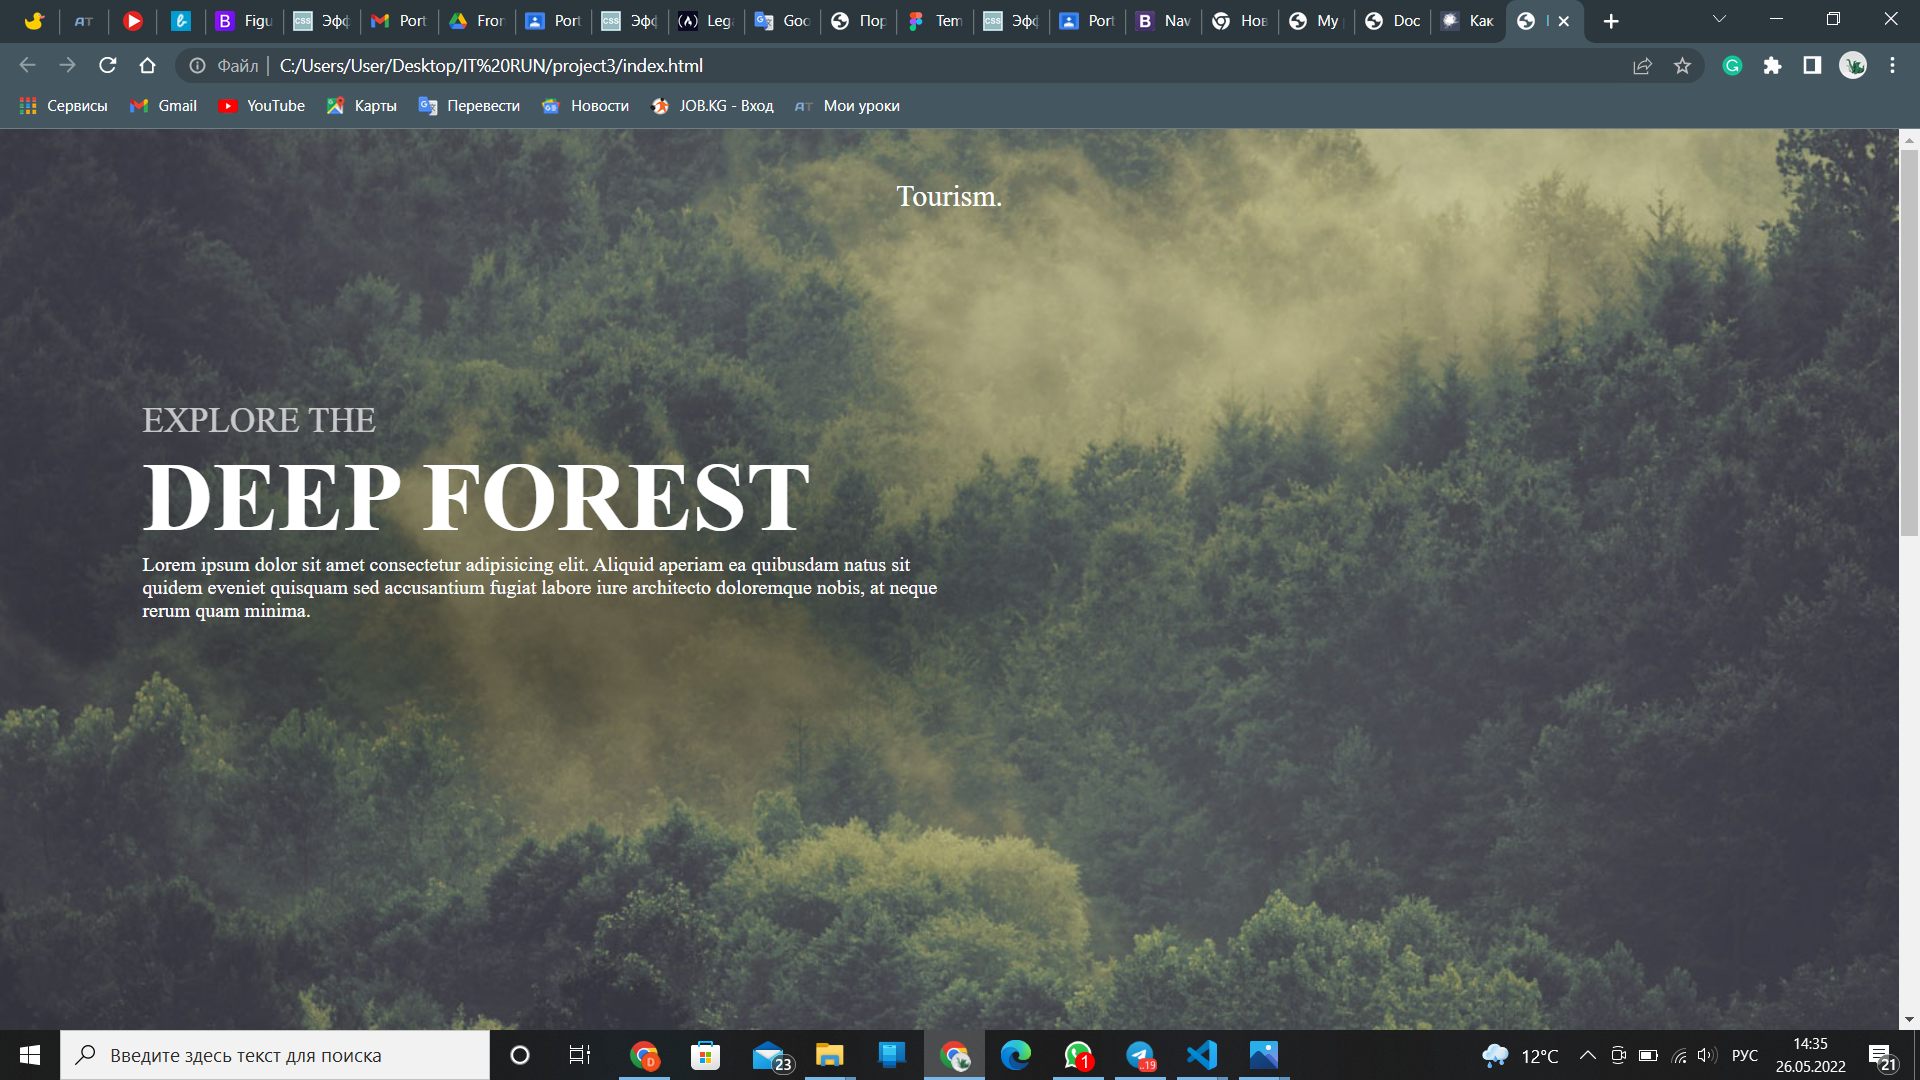 AT
Figu
Эфф
Port
Fron
Port
Эфф
Lega
Goo
Пор
Tem
Эфф
Port
Nav
Нов
My
Doc
Как
Файл | C:/Users/User/Desktop/IT%20RUN/project3/index.html
Сервисы Gmail YouTube Карты Перевести Новости JOB.KG - Вход AT Мои уроки
Tourism.
EXPLORE THE
DEEP FOREST
Lorem ipsum dolor sit amet consectetur adipisicing elit. Aliquid aperiam ea quibusdam natus sit
quidem eveniet quisquam sed accusantium fugiat labore iure architecto doloremque nobis, at neque
rerum quam minima.
Введите здесь текст для поиска
23
1
..19
12°C
РУС
14:35
26.05.2022
21